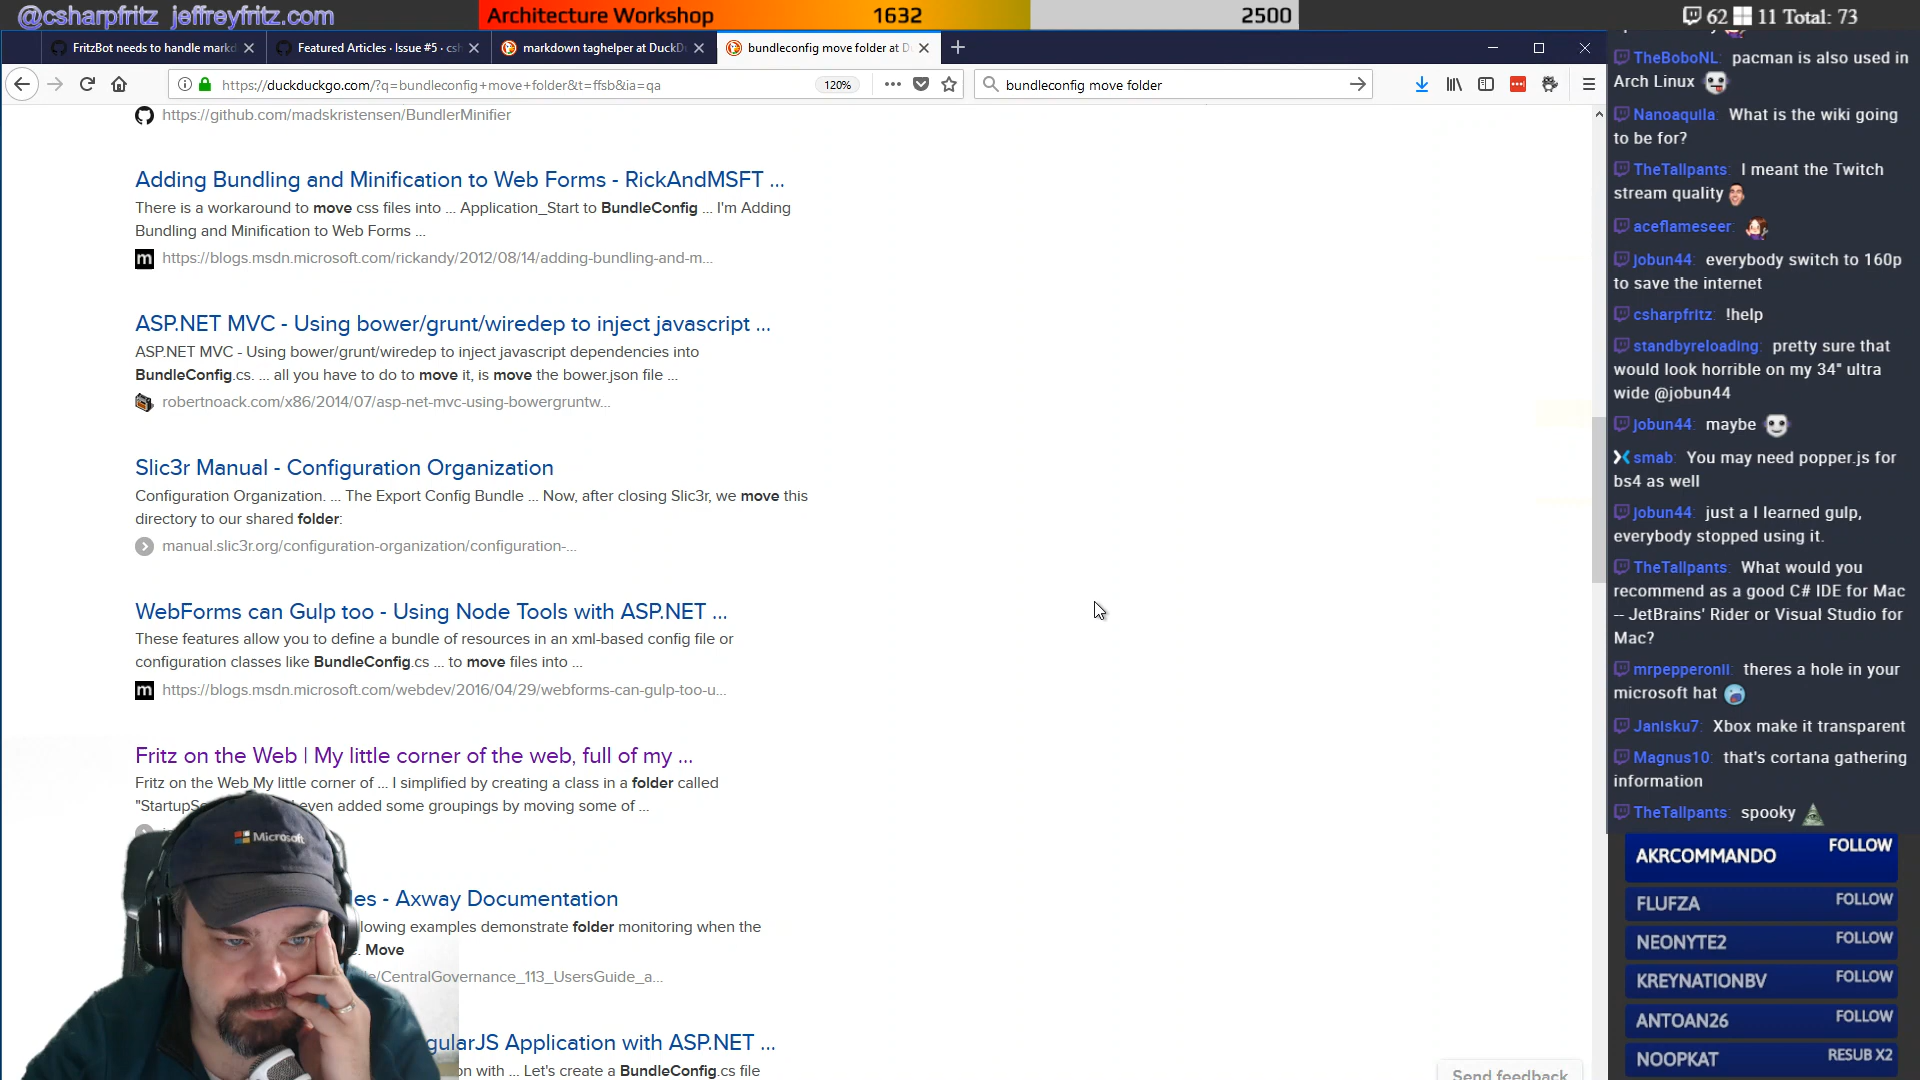 @csharpfritz jeffreyfritz.com
Architecture Workshop 1632 2500
62 11 Total: 73
FritzBot needs to handle markd
Featured Articles · Issue #5 · csh
markdown taghelper at DuckDu
bundleconfig move folder at D
https://duckduckgo.com/?q=bundleconfig+move+folder&t=ffsb&ia=qa
120%
bundleconfig move folder
https://github.com/madskristensen/BundlerMinifier
Adding Bundling and Minification to Web Forms - RickAndMSFT ...
There is a workaround to move css files into ... Application_Start to BundleConfig ... I'm Adding
Bundling and Minification to Web Forms ...
m https://blogs.msdn.microsoft.com/rickandy/2012/08/14/adding-bundling-and-m...
ASP.NET MVC - Using bower/grunt/wiredep to inject javascript ...
ASP.NET MVC - Using bower/grunt/wiredep to inject javascript dependencies into
BundleConfig.cs. ... all you have to do to move it, is move the bower.json file ...
robertnoack.com/x86/2014/07/asp-net-mvc-using-bowergruntw...
Slic3r Manual - Configuration Organization
Configuration Organization. ... The Export Config Bundle ... Now, after closing Slic3r, we move this
directory to our shared folder:
manual.slic3r.org/configuration-organization/configuration-...
WebForms can Gulp too - Using Node Tools with ASP.NET ...
These features allow you to define a bundle of resources in an xml-based config file or
configuration classes like BundleConfig.cs ... to move files into ...
m https://blogs.msdn.microsoft.com/webdev/2016/04/29/webforms-can-gulp-too-u...
Fritz on the Web | My little corner of the web, full of my ...
Fritz on the Web My little corner of ... I simplified by creating a class in a folder called
even added some groupings by moving some of ...
Microsoft
es - Axway Documentation
lowing examples demonstrate folder monitoring when the
Move
e/CentralGovernance_113_UsersGuide_a...
gularJS Application with ASP.NET ...
on with ... Let's create a BundleConfig.cs file
Send feedback
TheBoboNL: pacman is also used in
Arch Linux
Nanoaquila: What is the wiki going
to be for?
TheTallpants: I meant the Twitch
stream quality
aceflameseer:
jobun44: everybody switch to 160p
to save the internet
csharpfritz: !help
standbyreloading: pretty sure that
would look horrible on my 34" ultra
wide @jobun44
jobun44: maybe
smab: You may need popper.js for
bs4 as well
jobun44: just a I learned gulp,
everybody stopped using it.
TheTallpants: What would you
recommend as a good C# IDE for Mac
-- JetBrains' Rider or Visual Studio for
Mac?
mrpepperonii: theres a hole in your
microsoft hat
Janisku7: Xbox make it transparent
Magnus10: that's cortana gathering
information
TheTallpants: spooky
AKRCOMMANDO FOLLOW
FLUFZA FOLLOW
NEONYTE2 FOLLOW
KREYNATIONBV FOLLOW
ANTOAN26 FOLLOW
NOOPKAT RESUB X2